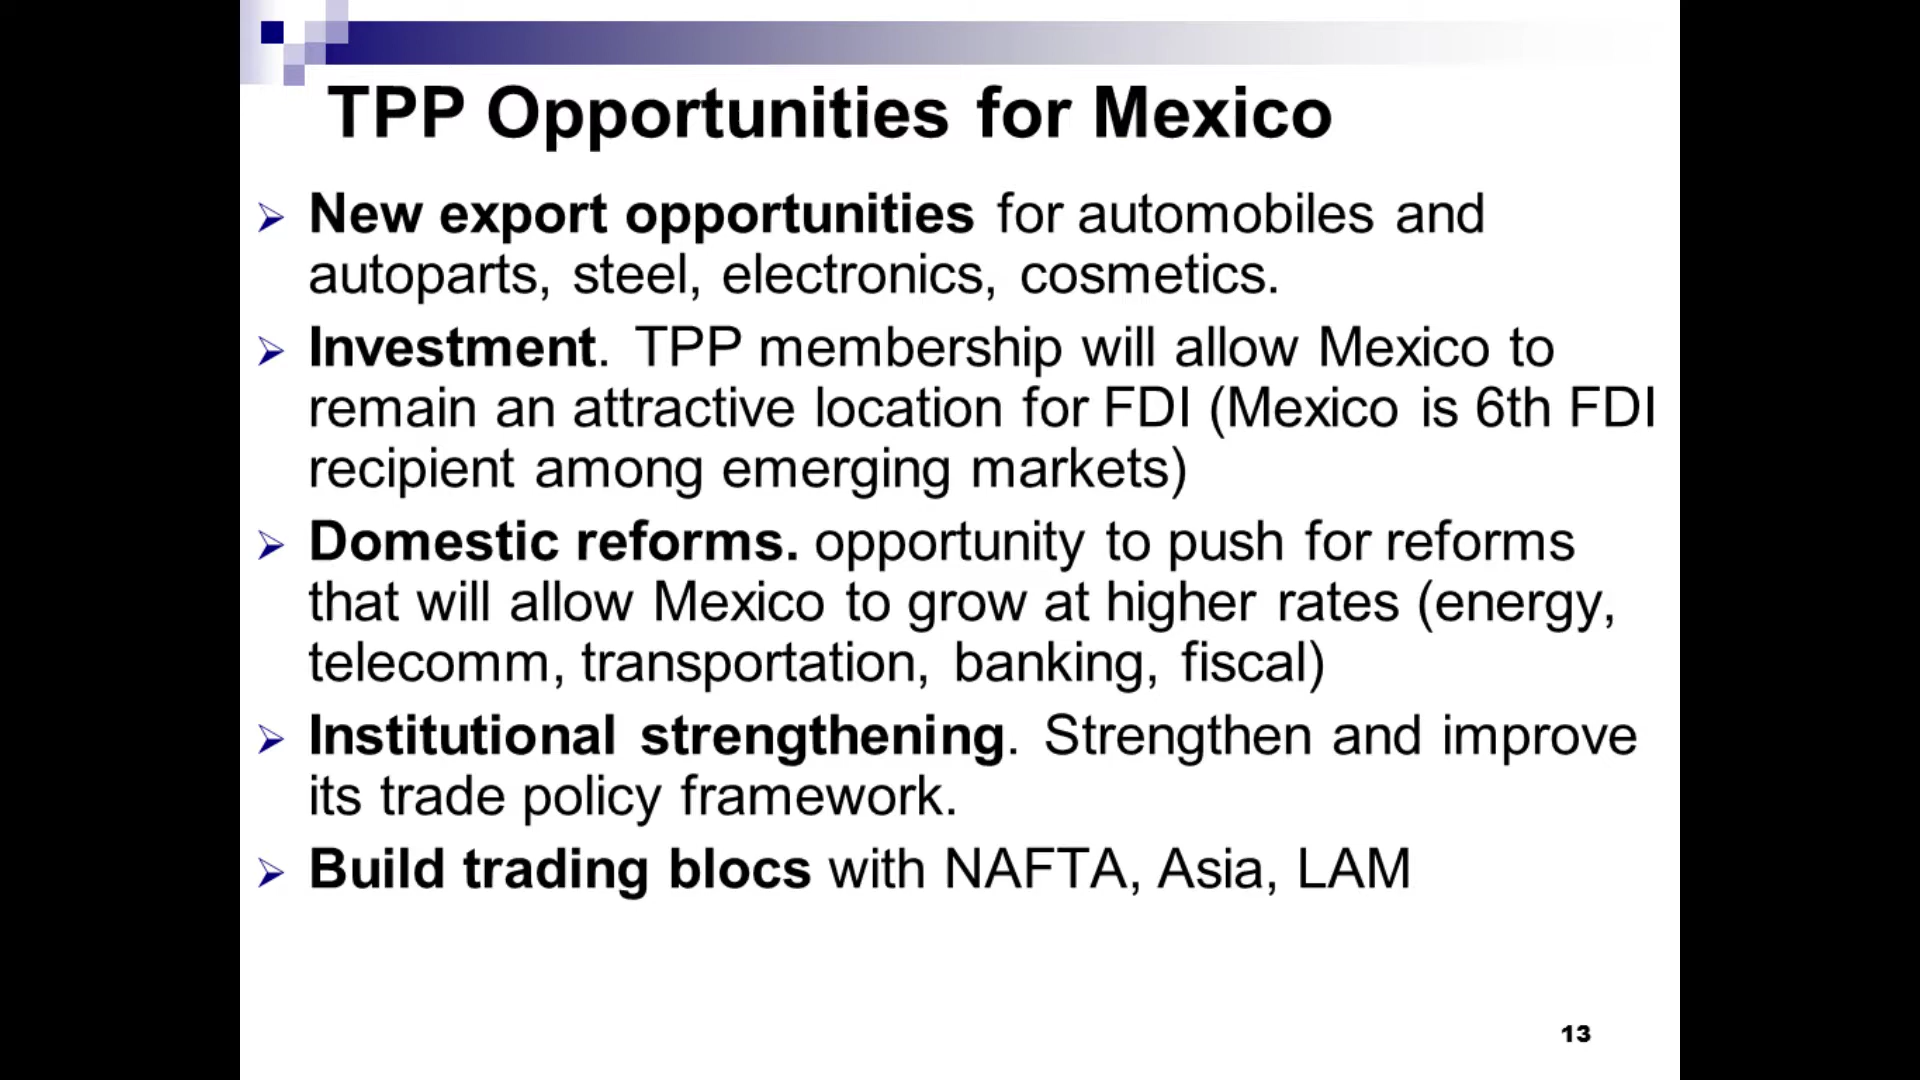 TPP Opportunities for Mexico
New export opportunities for automobiles and
autoparts, steel, electronics, cosmetics.
Investment. TPP membership will allow Mexico to
remain an attractive location for FDI (Mexico is 6th FDI
recipient among emerging markets)
Domestic reforms. opportunity to push for reforms
that will allow Mexico to grow at higher rates (energy,
telecomm, transportation, banking, fiscal)
Institutional strengthening. Strengthen and improve
its trade policy framework.
Build trading blocs with NAFTA, Asia, LAM
13